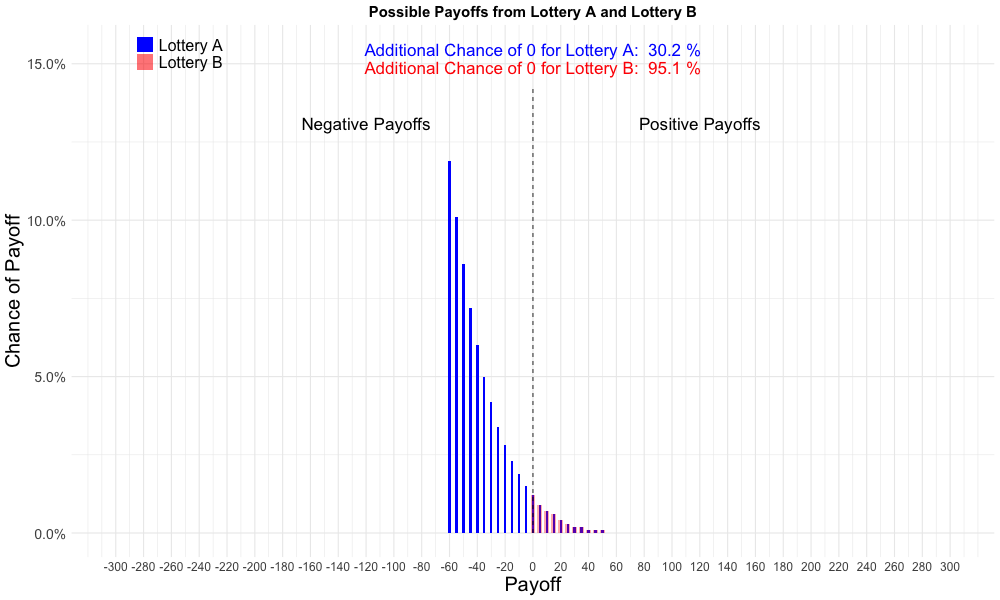 Possible Payoffs from Lottery A and Lottery B
Lottery A
Lottery B
Additional Chance of 0 for Lottery A: 30.2 %
Additional Chance of 0 for Lottery B: 95.1 %
Negative Payoffs
Positive Payoffs
Chance of Payoff
15.0%
10.0%
5.0%
0.0%
-300 -280 -260 -240 -220 -200 -180 -160 -140 -120 -100 -80 -60 -40 -20 0 20 40 60 80 100 120 140 160 180 200 220 240 260 280 300
Payoff